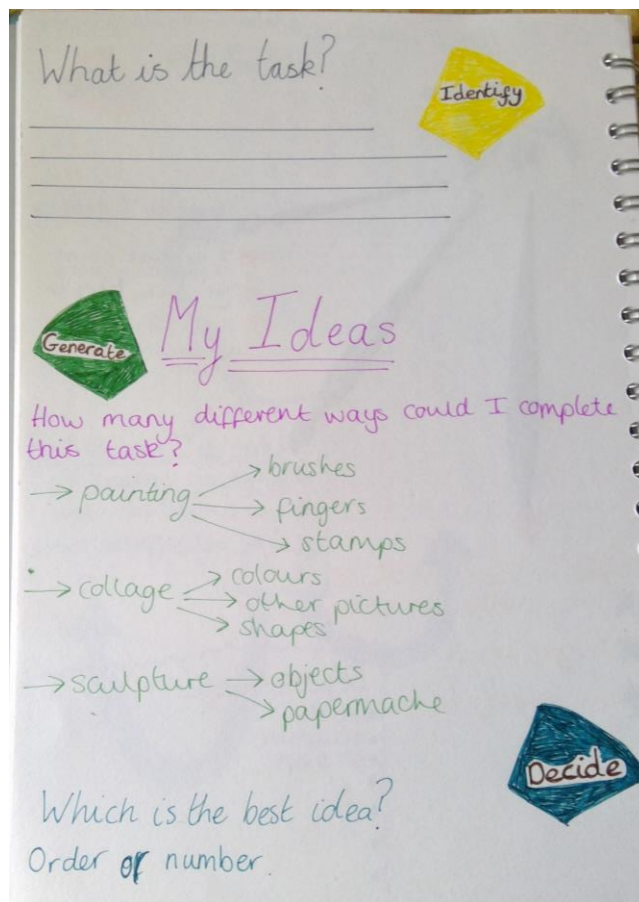 What is the task?
Identify
Generate
My Ideas
How many different ways could I complete
this task?
→ painting → brushes
→ fingers
→ stamps
→ collage → colours
→ other pictures
→ shapes
→ sculpture → objects
→ papermache
Decide
Which is the best idea?
Order or number.